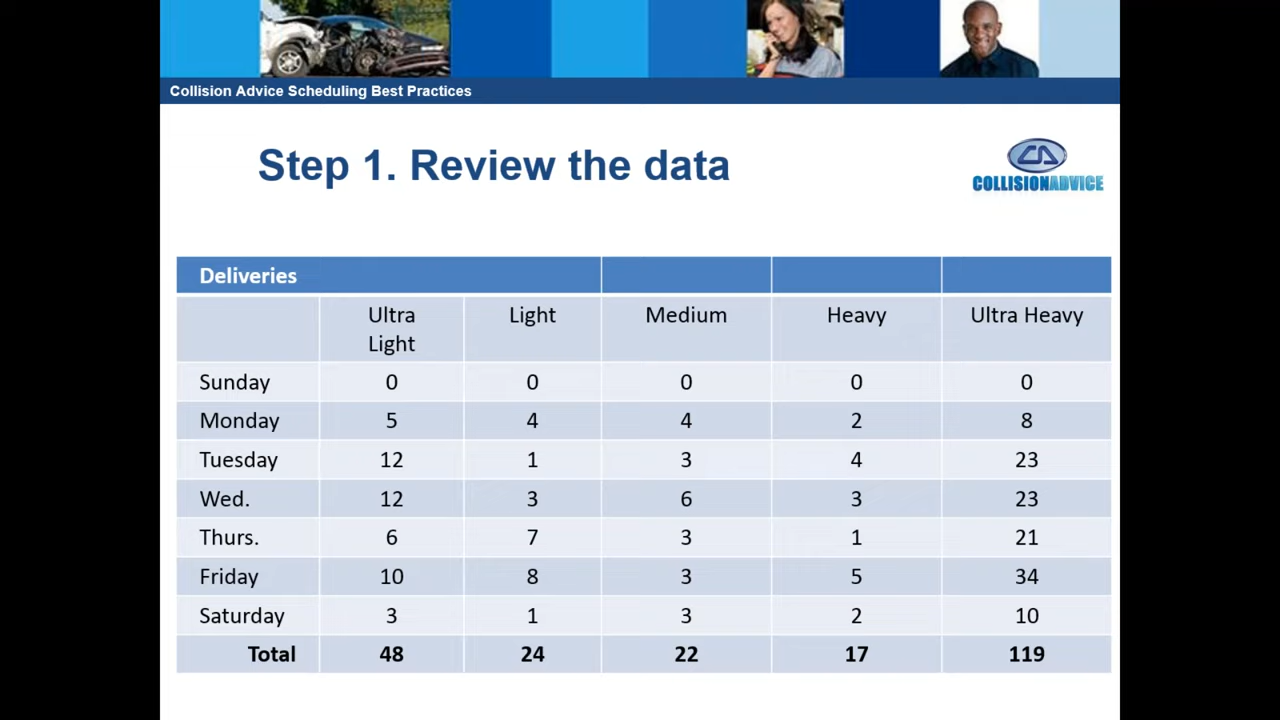 Collision Advice Scheduling Best Practices
Step 1. Review the data
COLLISIONADVICE
Deliveries
Ultra Light Light Medium Heavy Ultra Heavy
Sunday 0 0 0 0 0
Monday 5 4 4 2 8
Tuesday 12 1 3 4 23
Wed. 12 3 6 3 23
Thurs. 6 7 3 1 21
Friday 10 8 3 5 34
Saturday 3 1 3 2 10
Total 48 24 22 17 119